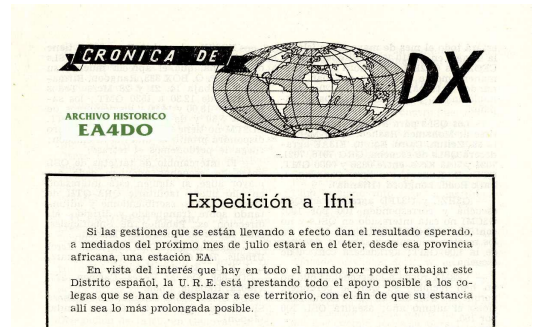 CRONICA DE
DX
ARCHIVO HISTORICO
EA4DO
Expedición a Ifni
Si las gestiones que se están llevando a efecto dan el resultado esperado,
a mediados del próximo mes de julio estará en el éter, desde esa provincia
africana, una estación EA.
En vista del interés que hay en todo el mundo por poder trabajar este
Distrito español, la U. R. E. está prestando todo el apoyo posible a los co-
legas que se han de desplazar a ese territorio, con el fin de que su estancia
allí sea lo más prolongada posible.